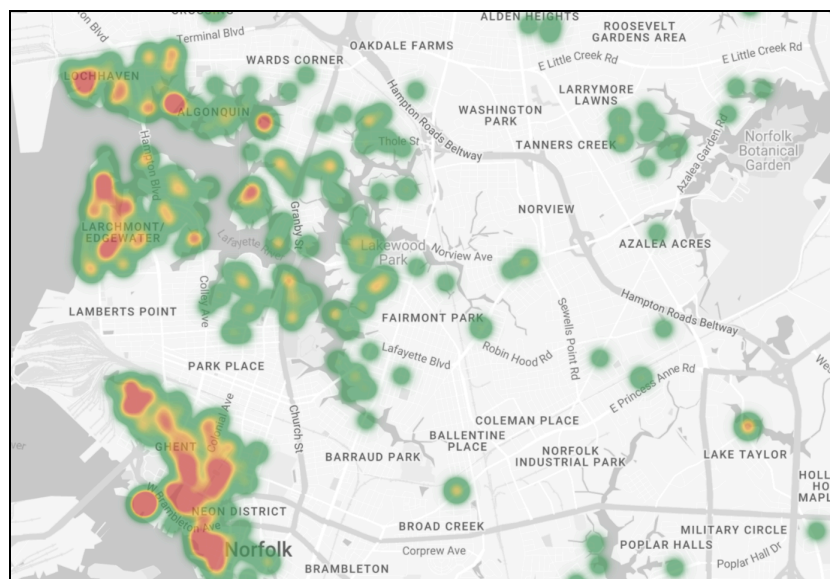 ALDEN HEIGHTS
Terminal Blvd
ROOSEVELT
GARDENS AREA
OAKDALE FARMS
WARDS CORNER
E Little Creek Rd
E Little Creek Rd
LOCHHAVEN
Hampton Roads Beltway
LARRYMORE
LAWNS
ALGONQUIN
WASHINGTON
PARK
Thole St
TANNERS CREEK
Azalea Garden Rd
Norfolk
Botanical
Garden
Hampton Blvd
Granby St
NORVIEW
LARCHMONT/
EDGEWATER
Lafayette River
Lakewood
Park
Norview Ave
AZALEA ACRES
Colley Ave
LAMBERTS POINT
FAIRMONT PARK
Sewells Point Rd
Hampton Roads Beltway
Robin Hood Rd
Lafayette Blvd
PARK PLACE
E Princess Anne Rd
Colonial Ave
Church St
COLEMAN PLACE
BALLENTINE
PLACE
GHENT
BARRAUD PARK
NORFOLK
INDUSTRIAL PARK
LAKE TAYLOR
W Brambleton Ave
NEON DISTRICT
BROAD CREEK
MILITARY CIRCLE
POPLAR HALLS
Norfolk
Corprew Ave
Poplar Hall Dr
BRAMBLETON